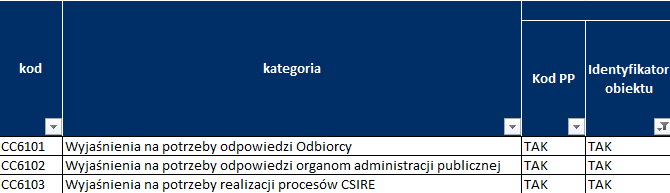 kod kategoria Kod PP Identyfikator obiektu
CC6101 Wyjaśnienia na potrzeby odpowiedzi Odbiorcy TAK TAK
CC6102 Wyjaśnienia na potrzeby odpowiedzi organom administracji publicznej TAK TAK
CC6103 Wyjaśnienia na potrzeby realizacji procesów CSIRE TAK TAK